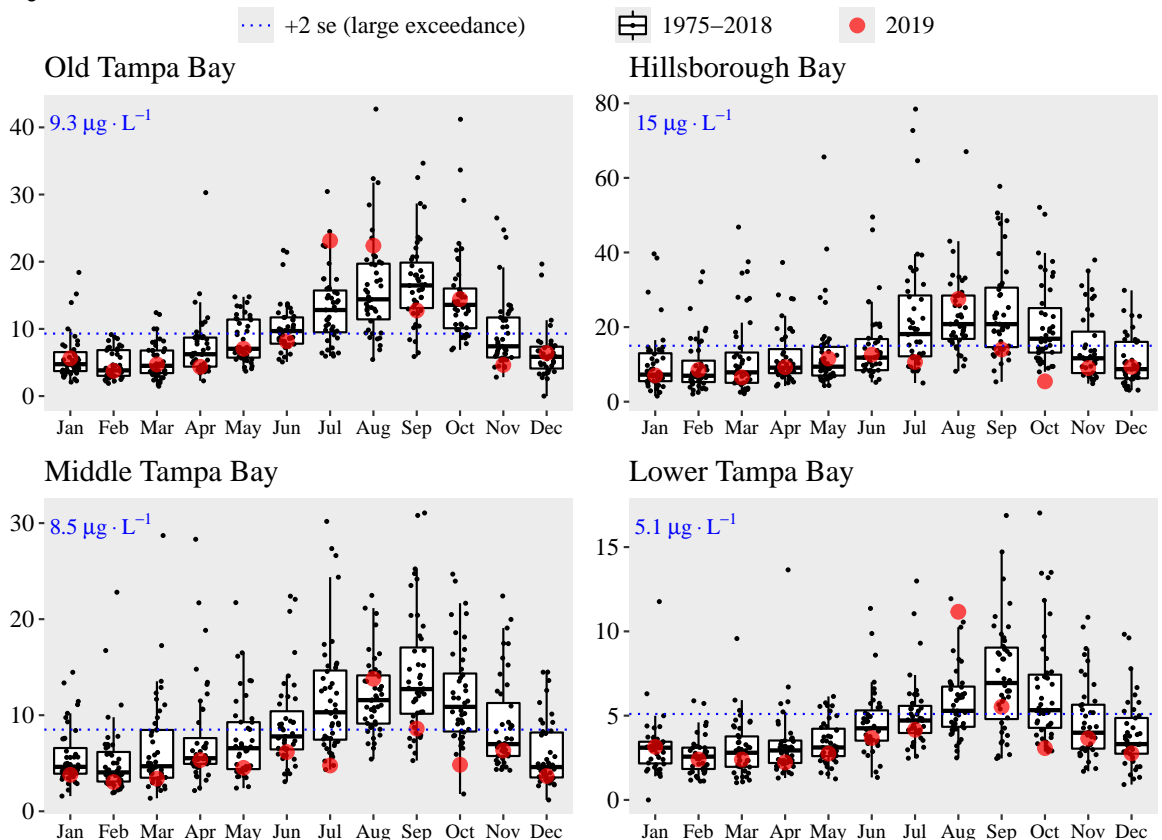 +2 se (large exceedance) 1975–2018 2019
Old Tampa Bay
9.3 µg · L⁻¹
40
30
20
10
0
Jan Feb Mar Apr May Jun Jul Aug Sep Oct Nov Dec
Hillsborough Bay
15 µg · L⁻¹
80
60
40
20
0
Jan Feb Mar Apr May Jun Jul Aug Sep Oct Nov Dec
Middle Tampa Bay
8.5 µg · L⁻¹
30
20
10
0
Jan Feb Mar Apr May Jun Jul Aug Sep Oct Nov Dec
Lower Tampa Bay
5.1 µg · L⁻¹
15
10
5
0
Jan Feb Mar Apr May Jun Jul Aug Sep Oct Nov Dec